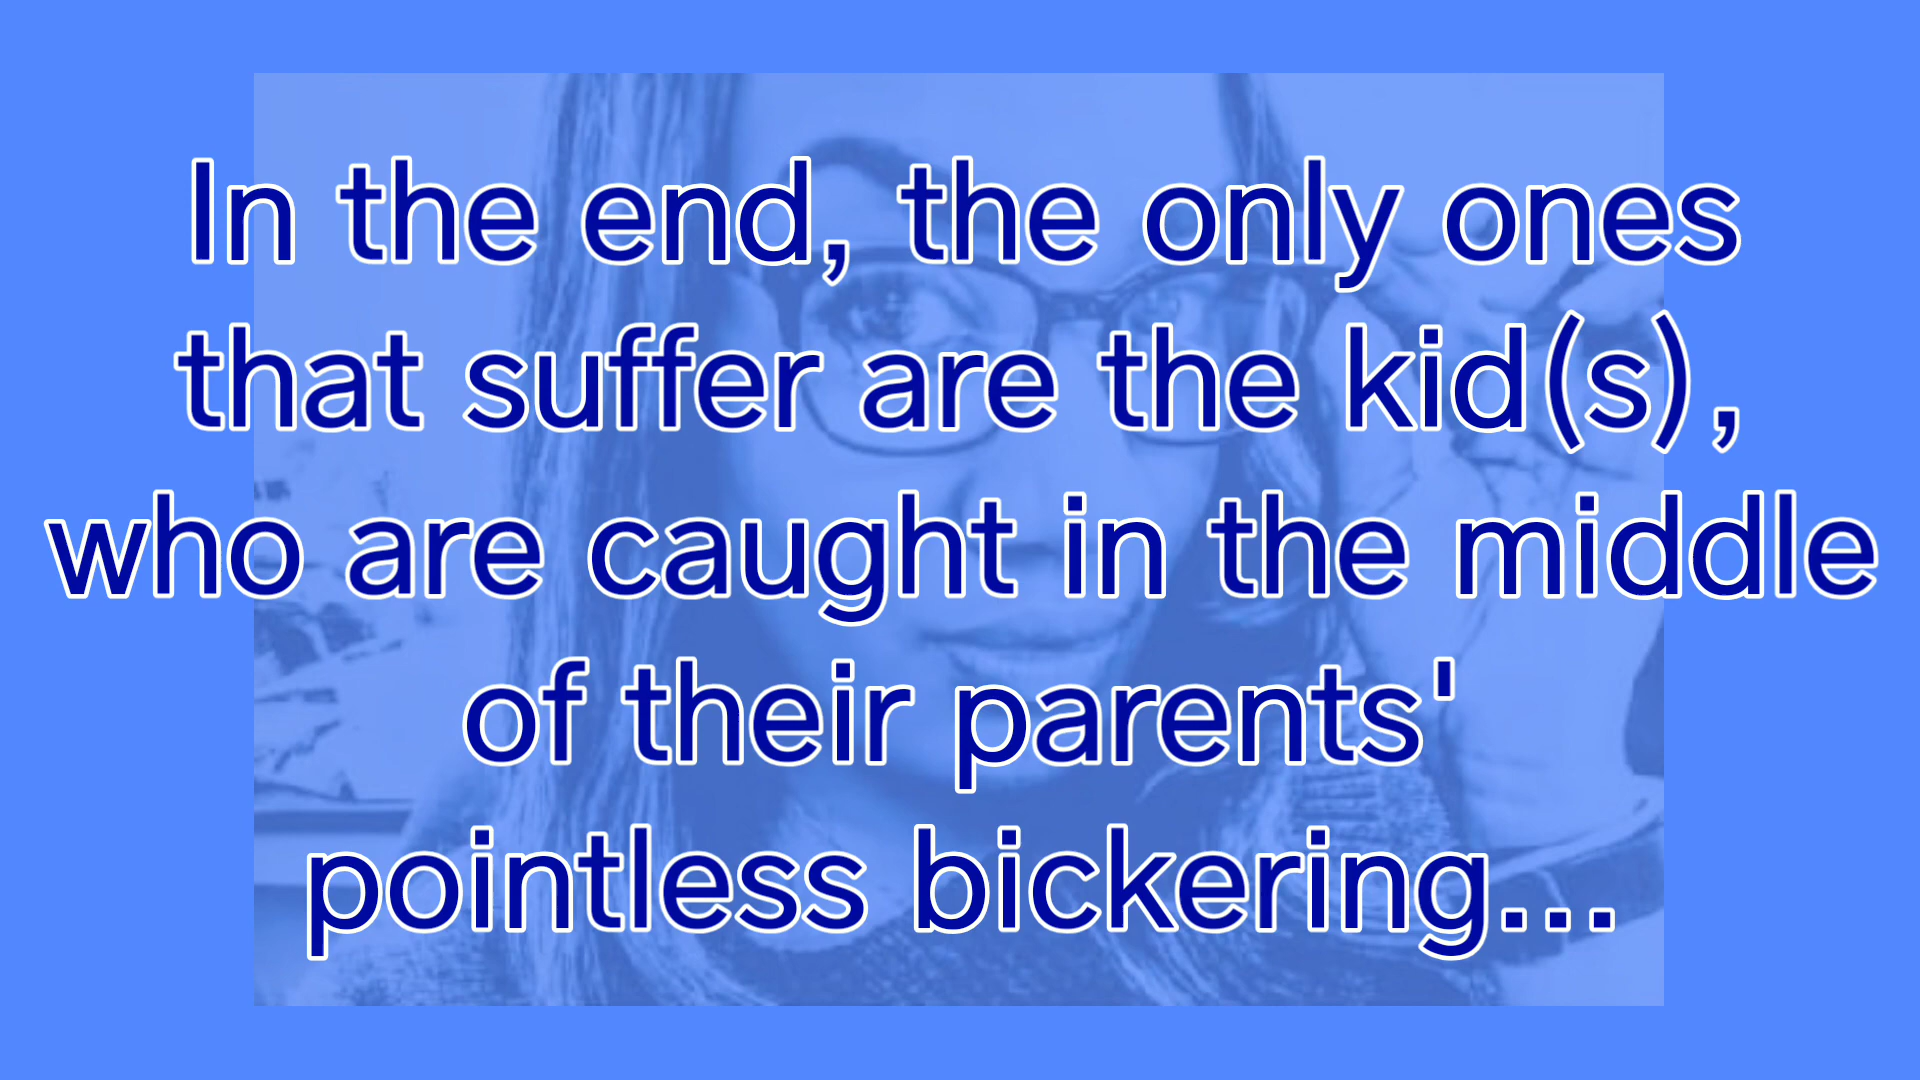 In the end, the only ones
that suffer are the kid(s),
who are caught in the middle
of their parents'
pointless bickering...